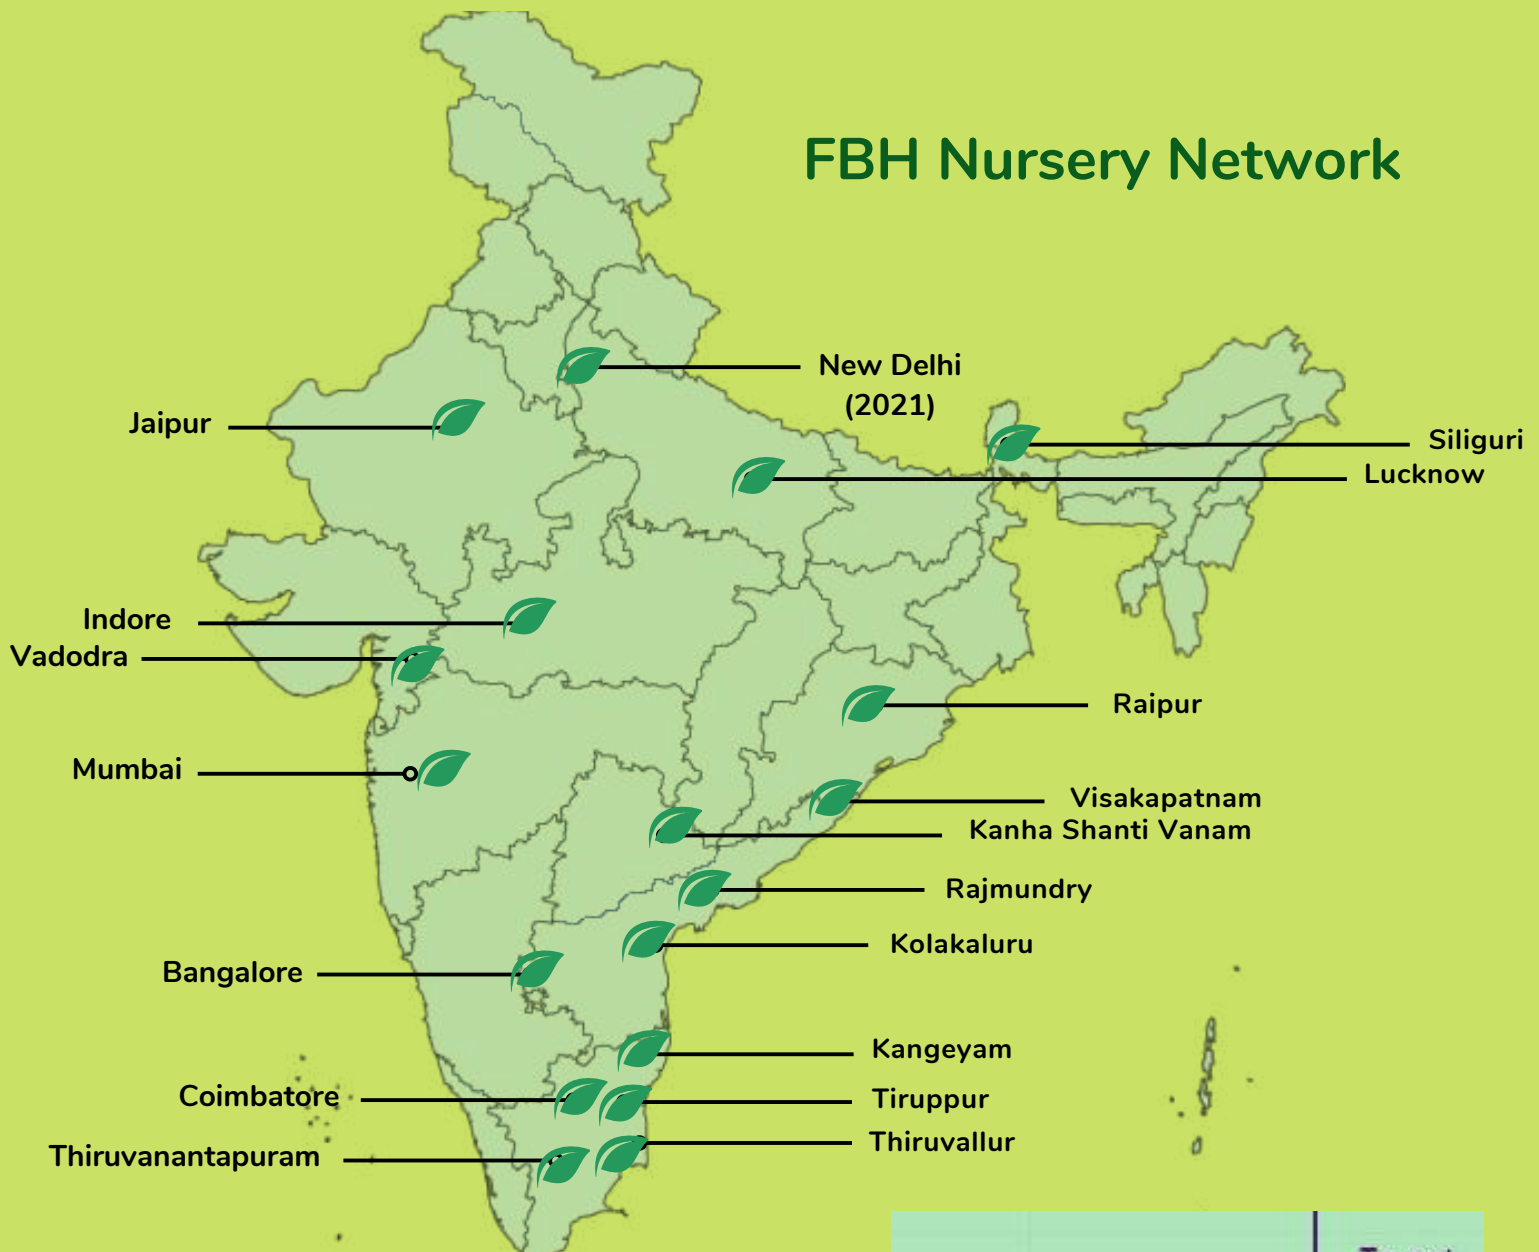 FBH Nursery Network
New Delhi
(2021)
Jaipur
Siliguri
Lucknow
Indore
Vadodra
Raipur
Mumbai
Visakapatnam
Kanha Shanti Vanam
Rajmundry
Kolakaluru
Bangalore
Kangeyam
Coimbatore
Tiruppur
Thiruvallur
Thiruvanantapuram